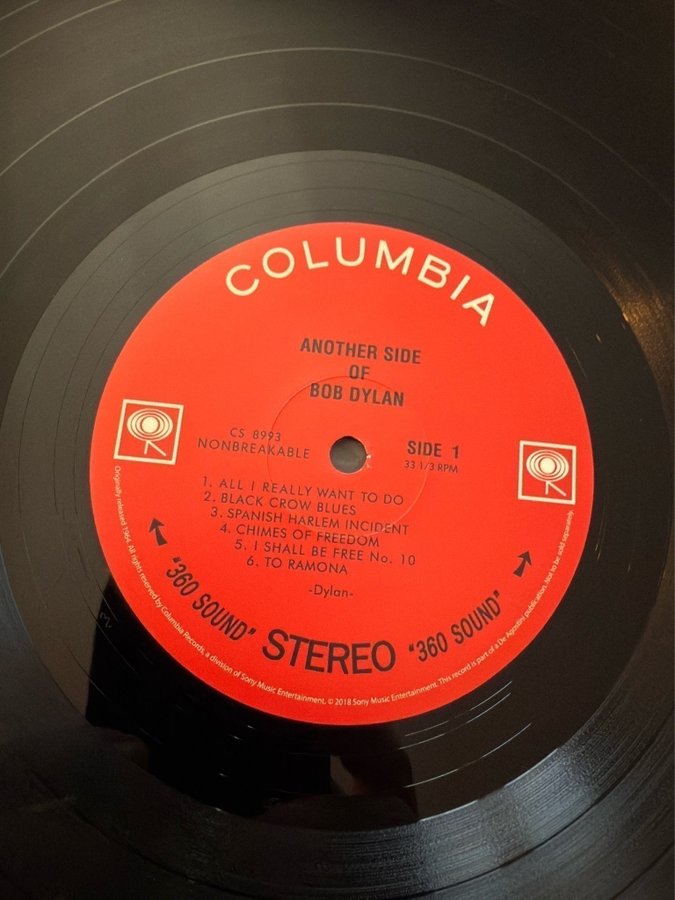 COLUMBIA
ANOTHER SIDE
OF
BOB DYLAN
CS 8993
NONBREAKABLE
SIDE 1
33 1/3 RPM
1. ALL I REALLY WANT TO DO
2. BLACK CROW BLUES
3. SPANISH HARLEM INCIDENT
4. CHIMES OF FREEDOM
5. I SHALL BE FREE No. 10
6. TO RAMONA
-Dylan-
"360 SOUND" STEREO "360 SOUND"
Originally released 1964. All rights reserved by Columbia Records, a division of Sony Music Entertainment. © 2018 Sony Music Entertainment. This record is part of a De Agostini publication. Not to be sold separately.